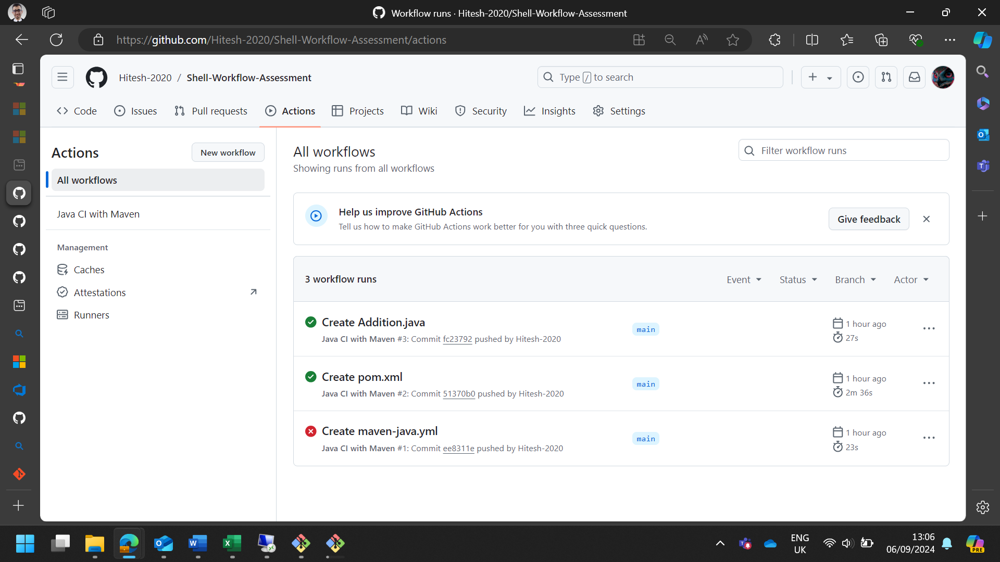 Workflow runs · Hitesh-2020/Shell-Workflow-Assessment
https://github.com/Hitesh-2020/Shell-Workflow-Assessment/actions
Hitesh-2020 / Shell-Workflow-Assessment
Type / to search
Code
Issues
Pull requests
Actions
Projects
Wiki
Security
Insights
Settings
Actions
New workflow
All workflows
Java CI with Maven
Management
Caches
Attestations
Runners
All workflows
Showing runs from all workflows
Filter workflow runs
Help us improve GitHub Actions
Tell us how to make GitHub Actions work better for you with three quick questions.
Give feedback
3 workflow runs
Event
Status
Branch
Actor
Create Addition.java
Java CI with Maven #3: Commit fc23792 pushed by Hitesh-2020
main
1 hour ago
27s
Create pom.xml
Java CI with Maven #2: Commit 51370b0 pushed by Hitesh-2020
main
1 hour ago
2m 36s
Create maven-java.yml
Java CI with Maven #1: Commit ee8311e pushed by Hitesh-2020
main
1 hour ago
23s
ENG
UK
13:06
06/09/2024
PRE